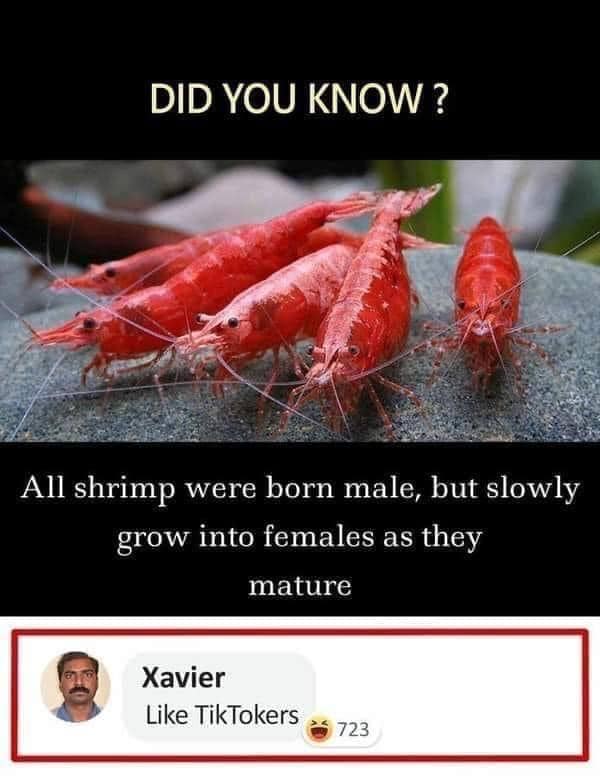 DID YOU KNOW ?
All shrimp were born male, but slowly
grow into females as they
mature
Xavier
Like TikTokers
723